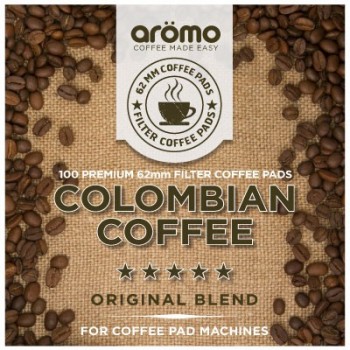 arömo
COFFEE MADE EASY
62 MM COFFEE PADS
FILTER COFFEE PADS
100 PREMIUM 62mm FILTER COFFEE PADS
COLOMBIAN
COFFEE
ORIGINAL BLEND
FOR COFFEE PAD MACHINES